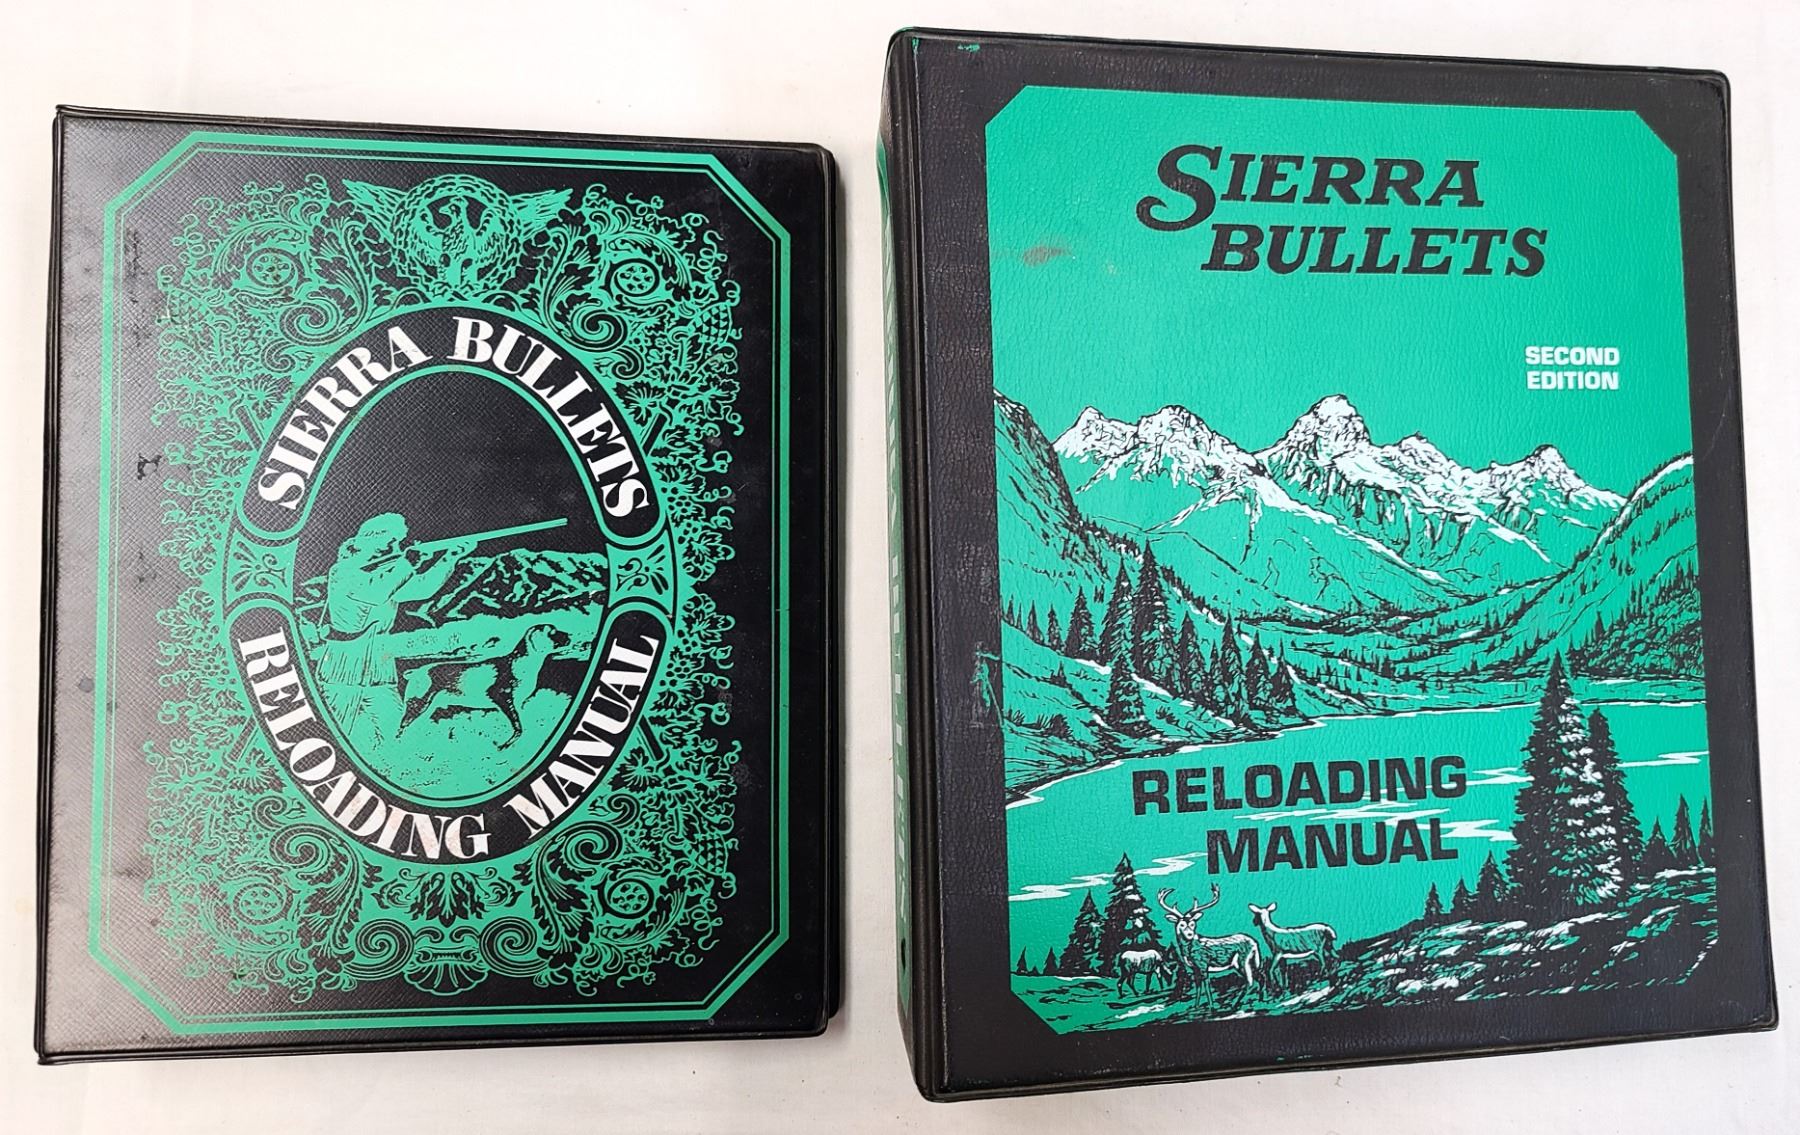 SIERRA BULLETS
RELOADING MANUAL
SIERRA
BULLETS
SECOND
EDITION
RELOADING
MANUAL